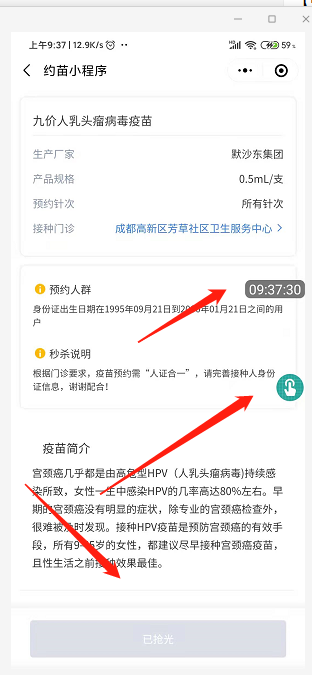 上午9:37 | 12.9K/s
59%
约苗小程序
九价人乳头瘤病毒疫苗
生产厂家 默沙东集团
产品规格 0.5mL/支
预约针次 所有针次
接种门诊 成都高新区芳草社区卫生服务中心 >
预约人群
09:37:30
身份证出生日期在1995年09月21日到20 6年01月21日之间的用
户
秒杀说明
根据门诊要求，疫苗预约需“人证合一”，请完善接种人身份
证信息，谢谢配合！
疫苗简介
宫颈癌几乎都是由高危型HPV（人乳头瘤病毒)持续感
染所致，女性一生中感染HPV的几率高达80%左右。早
期的宫颈癌没有明显的症状，除专业的宫颈癌检查外，
很难被及时发现。接种HPV疫苗是预防宫颈癌的有效手
段，所有9- 5岁的女性，都建议尽早接种宫颈癌疫苗，
且性生活之前接种效果最佳。
已抢光